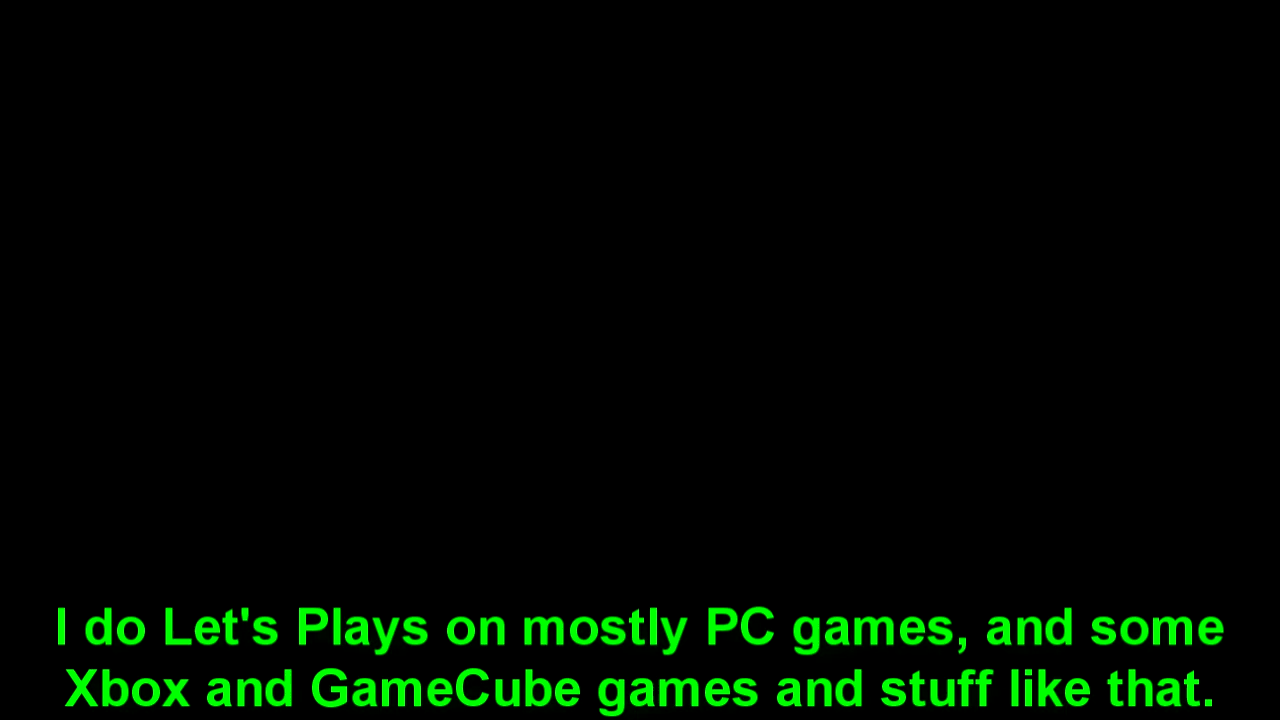 I do Let's Plays on mostly PC games, and some
Xbox and GameCube games and stuff like that.